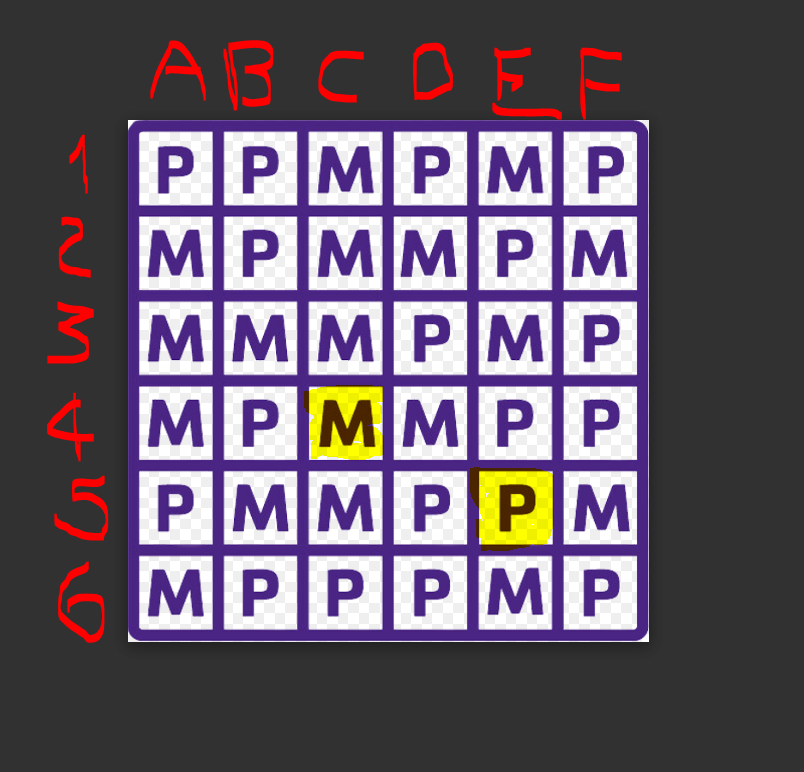 A B C D E F
1 P P M P M P
2 M P M M P M
3 M M M P M P
4 M P M M P P
5 P M M P P M
6 M P P P M P